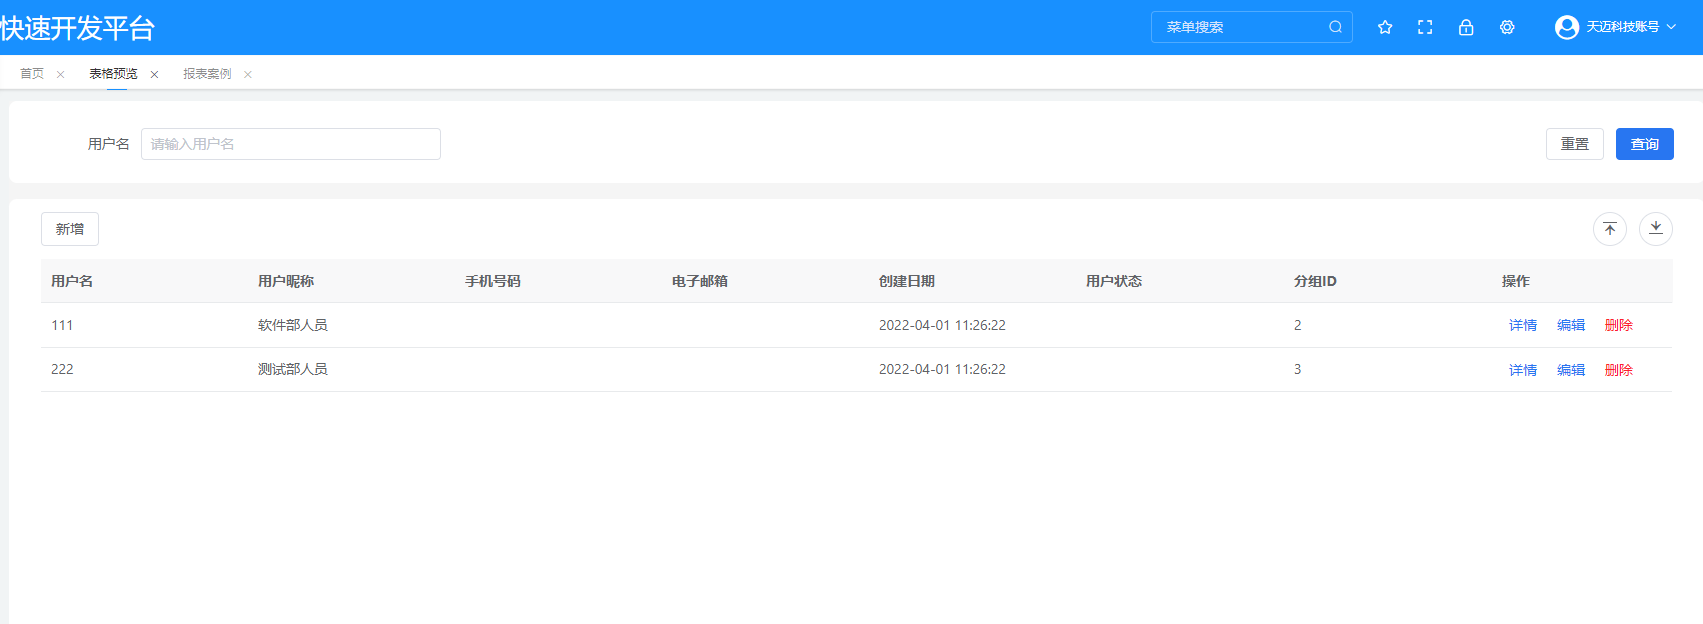 快速开发平台
菜单搜索
天迈科技账号
首页 表格预览 报表案例
用户名 请输入用户名 重置 查询
新增
用户名 用户昵称 手机号码 电子邮箱 创建日期 用户状态 分组ID 操作
111 软件部人员 2022-04-01 11:26:22 2 详情 编辑 删除
222 测试部人员 2022-04-01 11:26:22 3 详情 编辑 删除